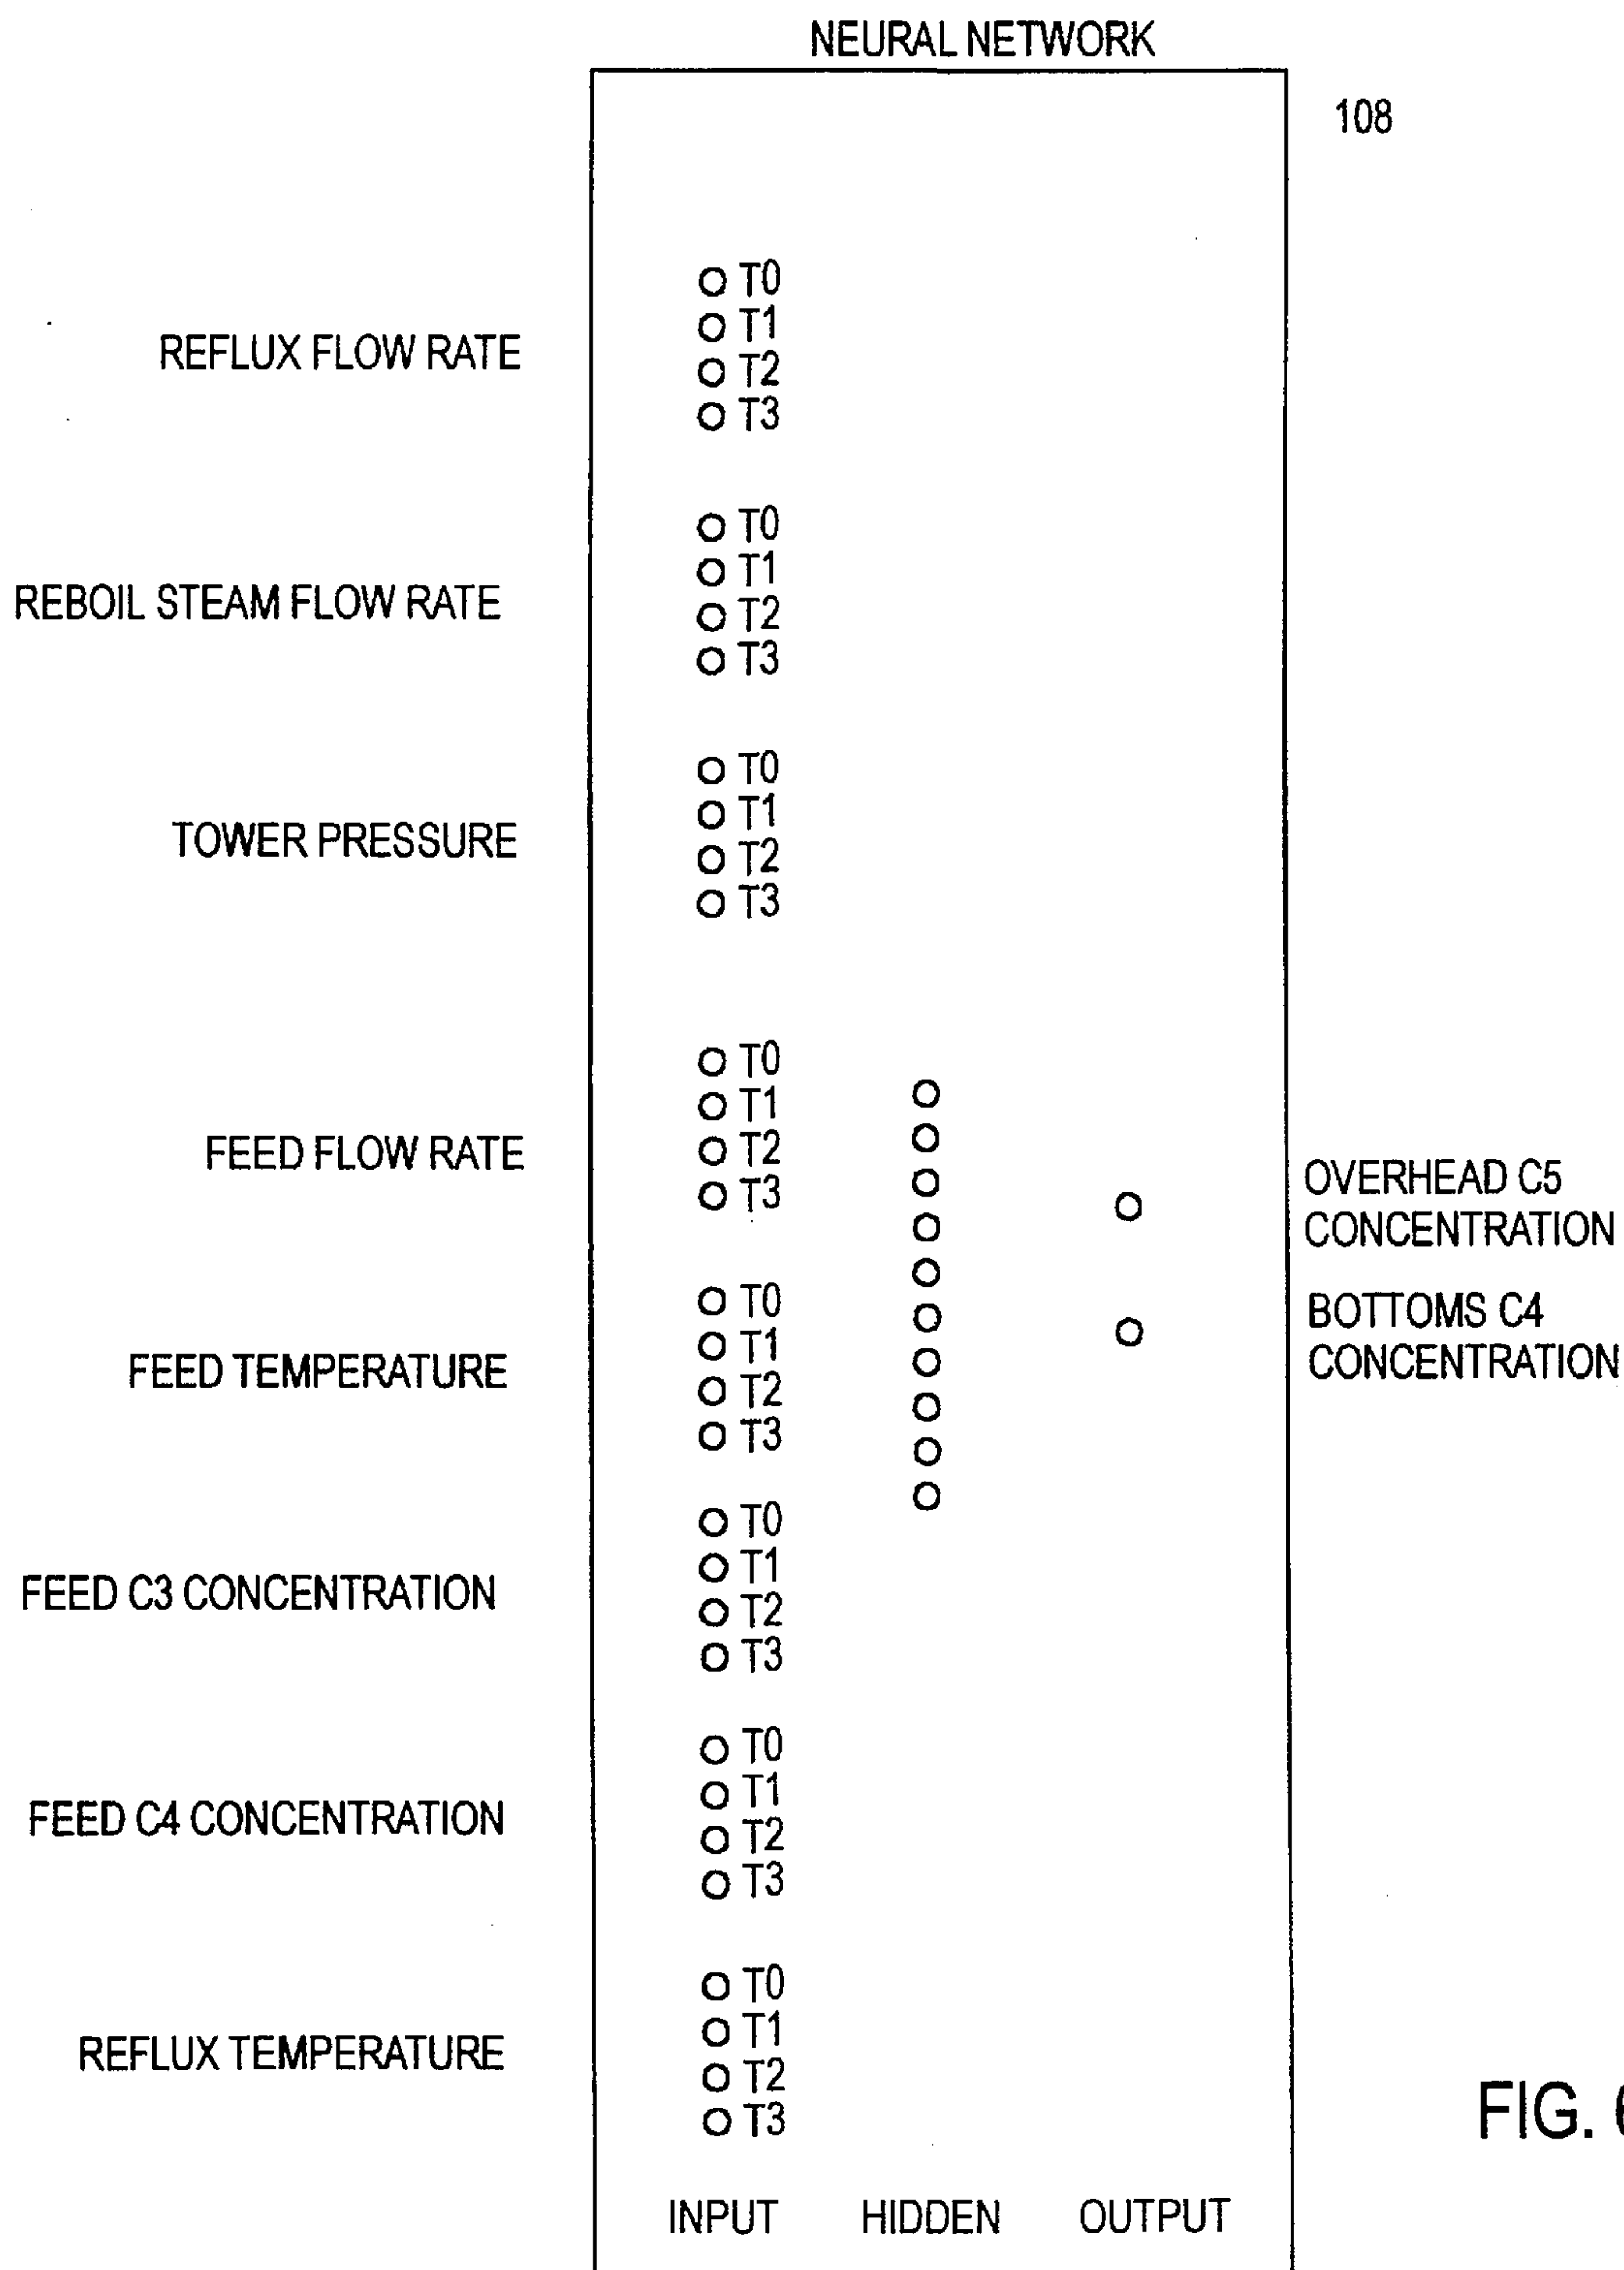 NEURAL NETWORK
108
REFLUX FLOW RATE
T0
T1
T2
T3
REBOIL STEAM FLOW RATE
T0
T1
T2
T3
TOWER PRESSURE
T0
T1
T2
T3
FEED FLOW RATE
T0
T1
T2
T3
FEED TEMPERATURE
T0
T1
T2
T3
FEED C3 CONCENTRATION
T0
T1
T2
T3
FEED C4 CONCENTRATION
T0
T1
T2
T3
REFLUX TEMPERATURE
T0
T1
T2
T3
OVERHEAD C5
CONCENTRATION
BOTTOMS C4
CONCENTRATION
INPUT HIDDEN OUTPUT
FIG.